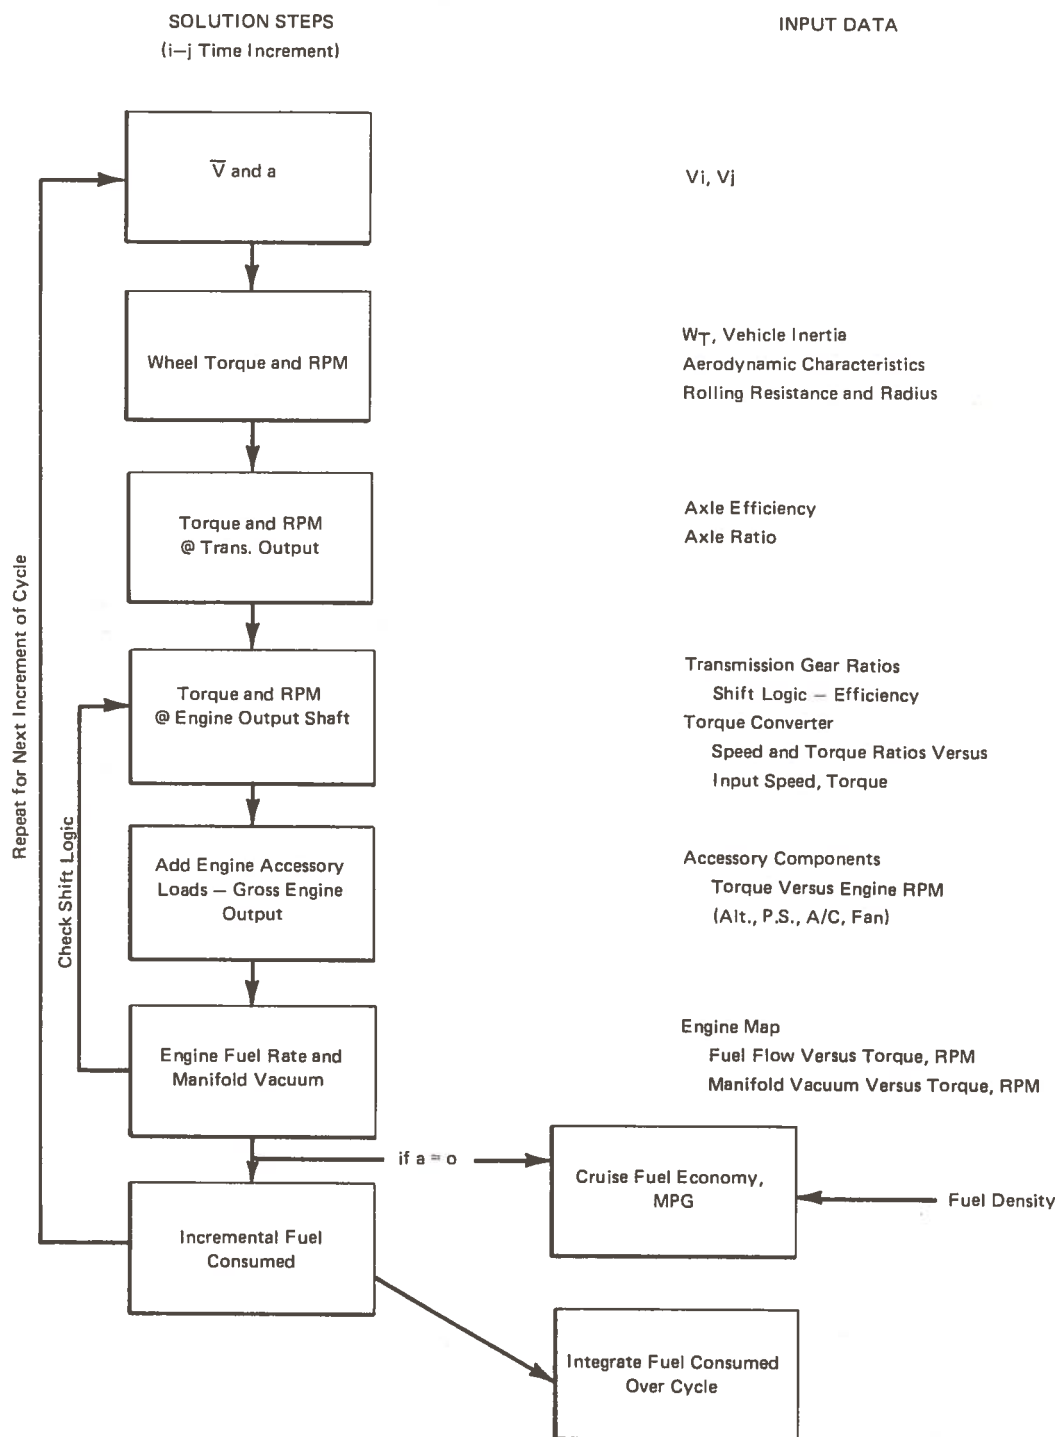 SOLUTION STEPS
(i–j Time Increment)
INPUT DATA
V̅ and a
Vi, Vj
Wheel Torque and RPM
WT, Vehicle Inertia
Aerodynamic Characteristics
Rolling Resistance and Radius
Torque and RPM
@ Trans. Output
Axle Efficiency
Axle Ratio
Torque and RPM
@ Engine Output Shaft
Transmission Gear Ratios
Shift Logic – Efficiency
Torque Converter
Speed and Torque Ratios Versus
Input Speed, Torque
Add Engine Accessory
Loads – Gross Engine
Output
Accessory Components
Torque Versus Engine RPM
(Alt., P.S., A/C, Fan)
Engine Fuel Rate and
Manifold Vacuum
Engine Map
Fuel Flow Versus Torque, RPM
Manifold Vacuum Versus Torque, RPM
Check Shift Logic
Repeat for Next Increment of Cycle
if a = o
Cruise Fuel Economy,
MPG
Fuel Density
Incremental Fuel
Consumed
Integrate Fuel Consumed
Over Cycle